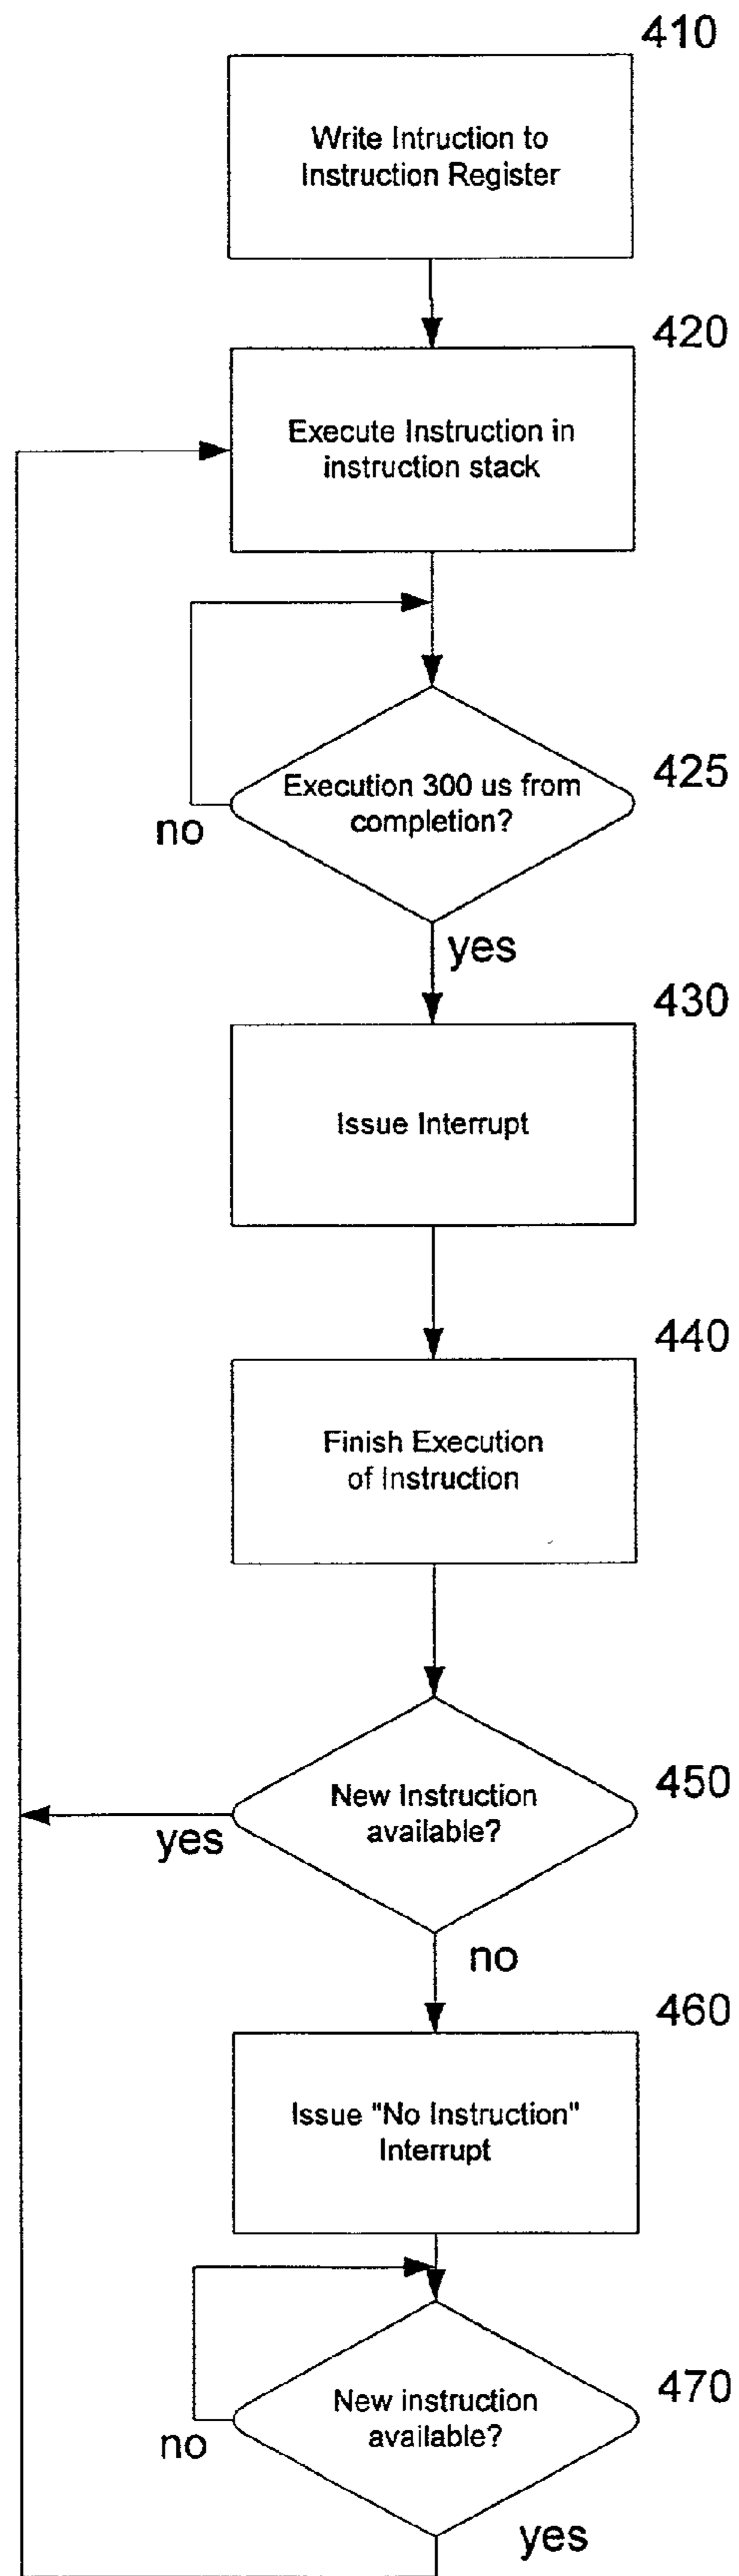 410
Write Intruction to
Instruction Register
420
Execute Instruction in
instruction stack
425
Execution 300 us from
completion?
no
yes
430
Issue Interrupt
440
Finish Execution
of Instruction
450
New Instruction
available?
yes
no
460
Issue "No Instruction"
Interrupt
470
New instruction
available?
no
yes